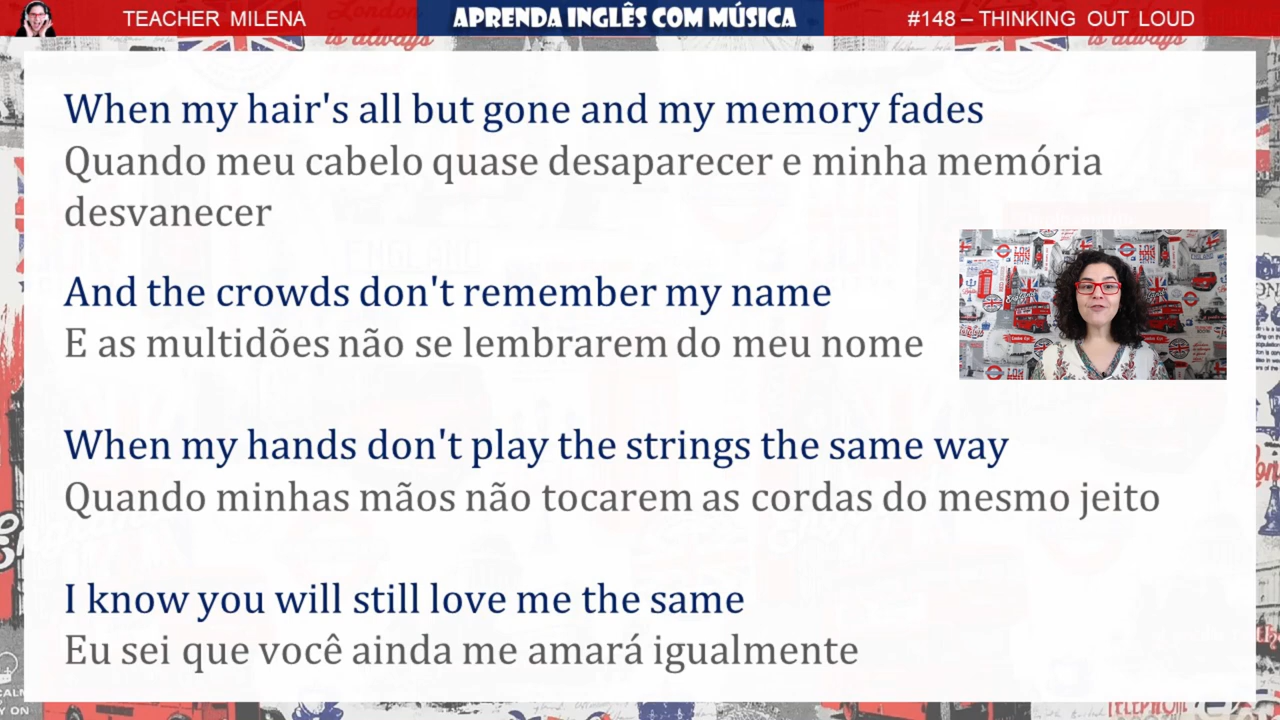 TEACHER MILENA
APRENDA INGLÊS COM MÚSICA
#148 – THINKING OUT LOUD
When my hair's all but gone and my memory fades
Quando meu cabelo quase desaparecer e minha memória
desvanecer
And the crowds don't remember my name
E as multidões não se lembrarem do meu nome
When my hands don't play the strings the same way
Quando minhas mãos não tocarem as cordas do mesmo jeito
I know you will still love me the same
Eu sei que você ainda me amará igualmente